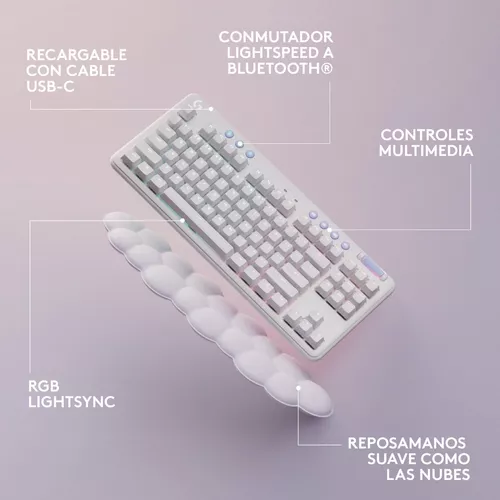 RECARGABLE
CON CABLE
USB-C
CONMUTADOR
LIGHTSPEED A
BLUETOOTH®
CONTROLES
MULTIMEDIA
RGB
LIGHTSYNC
REPOSAMANOS
SUAVE COMO
LAS NUBES